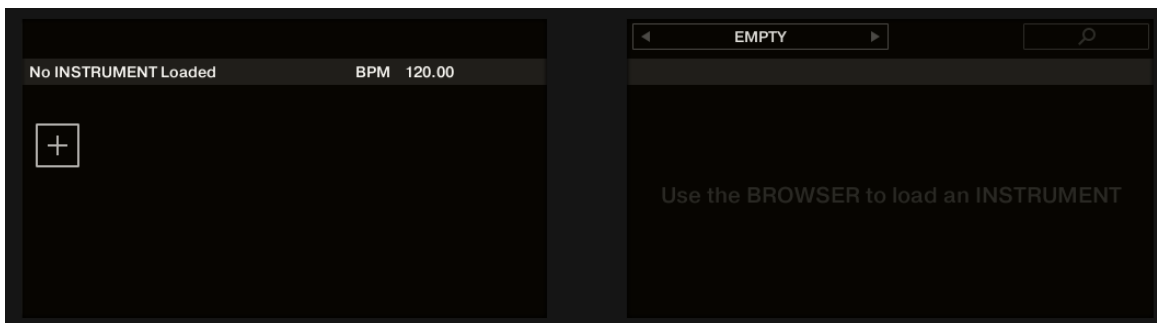 No INSTRUMENT Loaded BPM 120.00
EMPTY
Use the BROWSER to load an INSTRUMENT